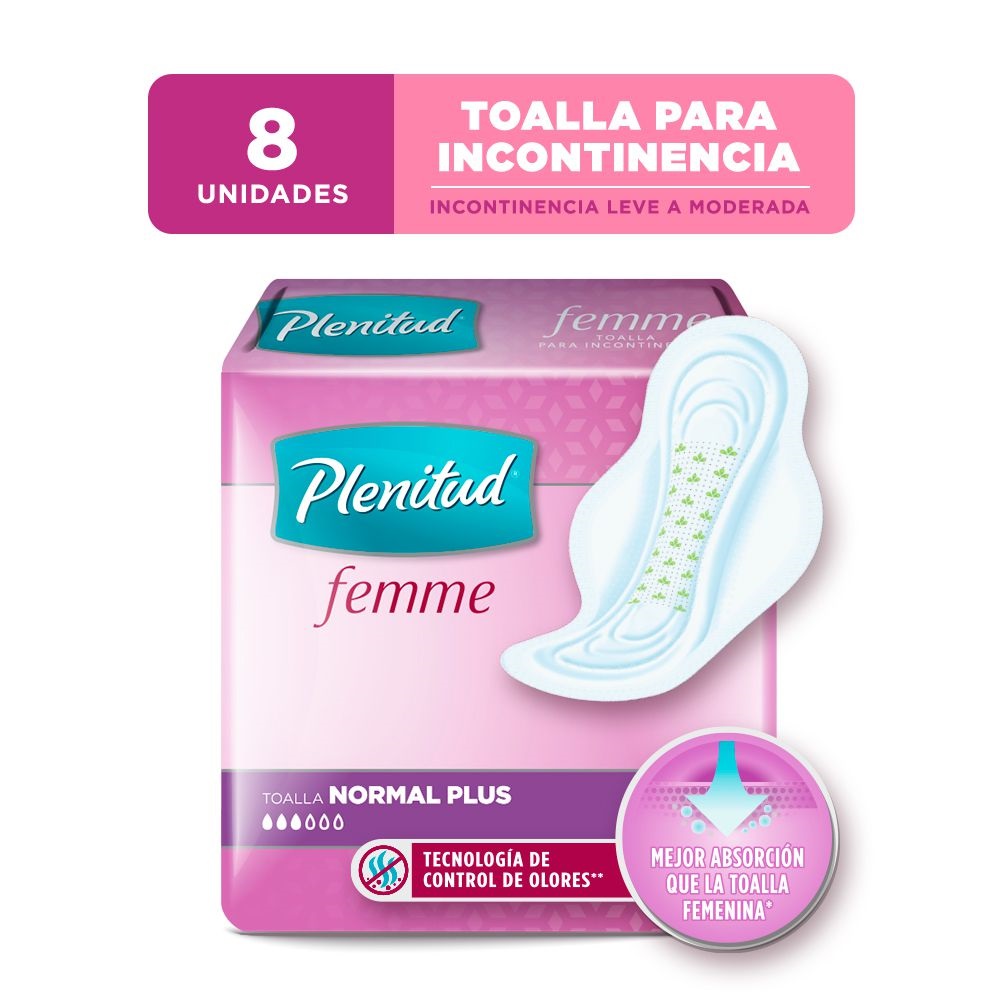 8
UNIDADES
TOALLA PARA
INCONTINENCIA
INCONTINENCIA LEVE A MODERADA
Plenitud
femme
TOALLA
PARA INCONTINE
Plenitud
femme
TOALLA NORMAL PLUS
TECNOLOGÍA DE
CONTROL DE OLORES**
MEJOR ABSORCIÓN
QUE LA TOALLA
FEMENINA*